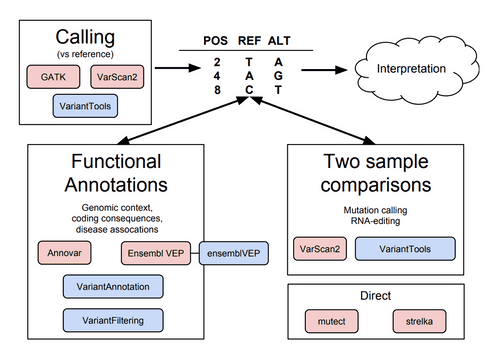 Calling
(vs reference)
GATK
VarScan2
VariantTools
POS REF ALT
2 T A
4 A G
8 C T
Interpretation
Functional
Annotations
Genomic context,
coding consequences,
disease assocations
Annovar
Ensembl VEP
ensemblVEP
VariantAnnotation
VariantFiltering
Two sample
comparisons
Mutation calling
RNA-editing
VarScan2
VariantTools
Direct
mutect
strelka